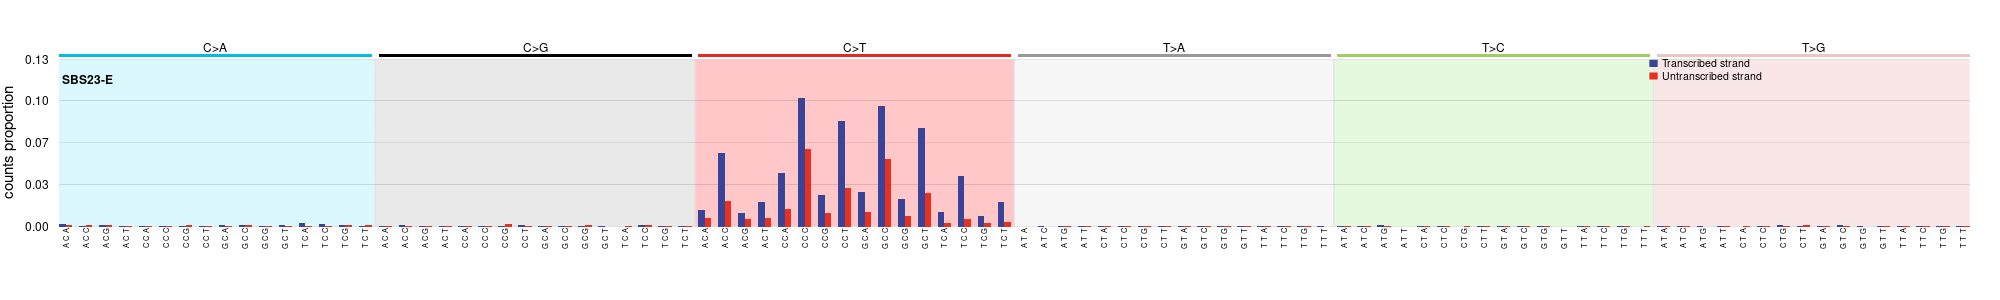 C>A C>G C>T T>A T>C T>G
0.13
SBS23-E
Transcribed strand
Untranscribed strand
0.10
0.07
0.03
0.00
counts proportion
ACA ACC ACG ACT CCA CCC CCG CCT GCA GCC GCG GCT TCA TCC TCG TCT ACA ACC ACG ACT CCA CCC CCG CCT GCA GCC GCG GCT TCA TCC TCG TCT ACA ACC ACG ACT CCA CCC CCG CCT GCA GCC GCG GCT TCA TCC TCG TCT ATA ATC ATG ATT CTA CTC CTG CTT GTA GTC GTG GTT TTA TTC TTG TTT ATA ATC ATG ATT CTA CTC CTG CTT GTA GTC GTG GTT TTA TTC TTG TTT ATA ATC ATG ATT CTA CTC CTG CTT GTA GTC GTG GTT TTA TTC TTG TTT